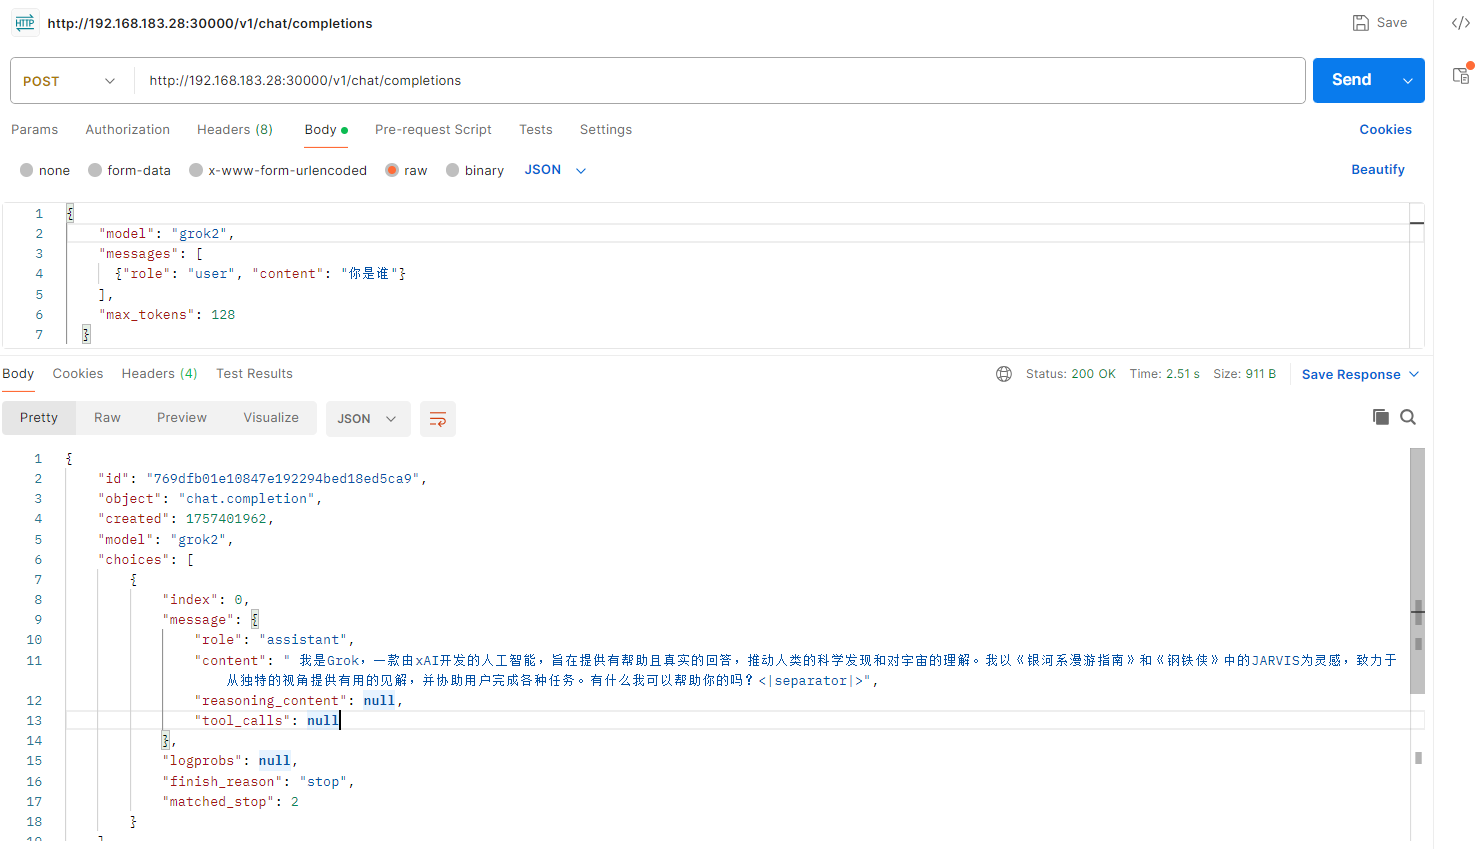 HTTP http://192.168.183.28:30000/v1/chat/completions Save </>
POST http://192.168.183.28:30000/v1/chat/completions Send
Params Authorization Headers (8) Body Pre-request Script Tests Settings Cookies
none form-data x-www-form-urlencoded raw binary JSON Beautify
1 {
2 "model": "grok2",
3 "messages": [
4 {"role": "user", "content": "你是谁"}
5 ],
6 "max_tokens": 128
7 }
Body Cookies Headers (4) Test Results Status: 200 OK Time: 2.51 s Size: 911 B Save Response
Pretty Raw Preview Visualize JSON
1 {
2 "id": "769dfb01e10847e192294bed18ed5ca9",
3 "object": "chat.completion",
4 "created": 1757401962,
5 "model": "grok2",
6 "choices": [
7 {
8 "index": 0,
9 "message": {
10 "role": "assistant",
11 "content": " 我是Grok，一款由xAI开发的人工智能，旨在提供有帮助且真实的回答，推动人类的科学发现和对宇宙的理解。我以《银河系漫游指南》和《钢铁侠》中的JARVIS为灵感，致力于
从独特的视角提供有用的见解，并协助用户完成各种任务。有什么我可以帮助你的吗？<|separator|>",
12 "reasoning_content": null,
13 "tool_calls": null
14 },
15 "logprobs": null,
16 "finish_reason": "stop",
17 "matched_stop": 2
18 }
19 ]